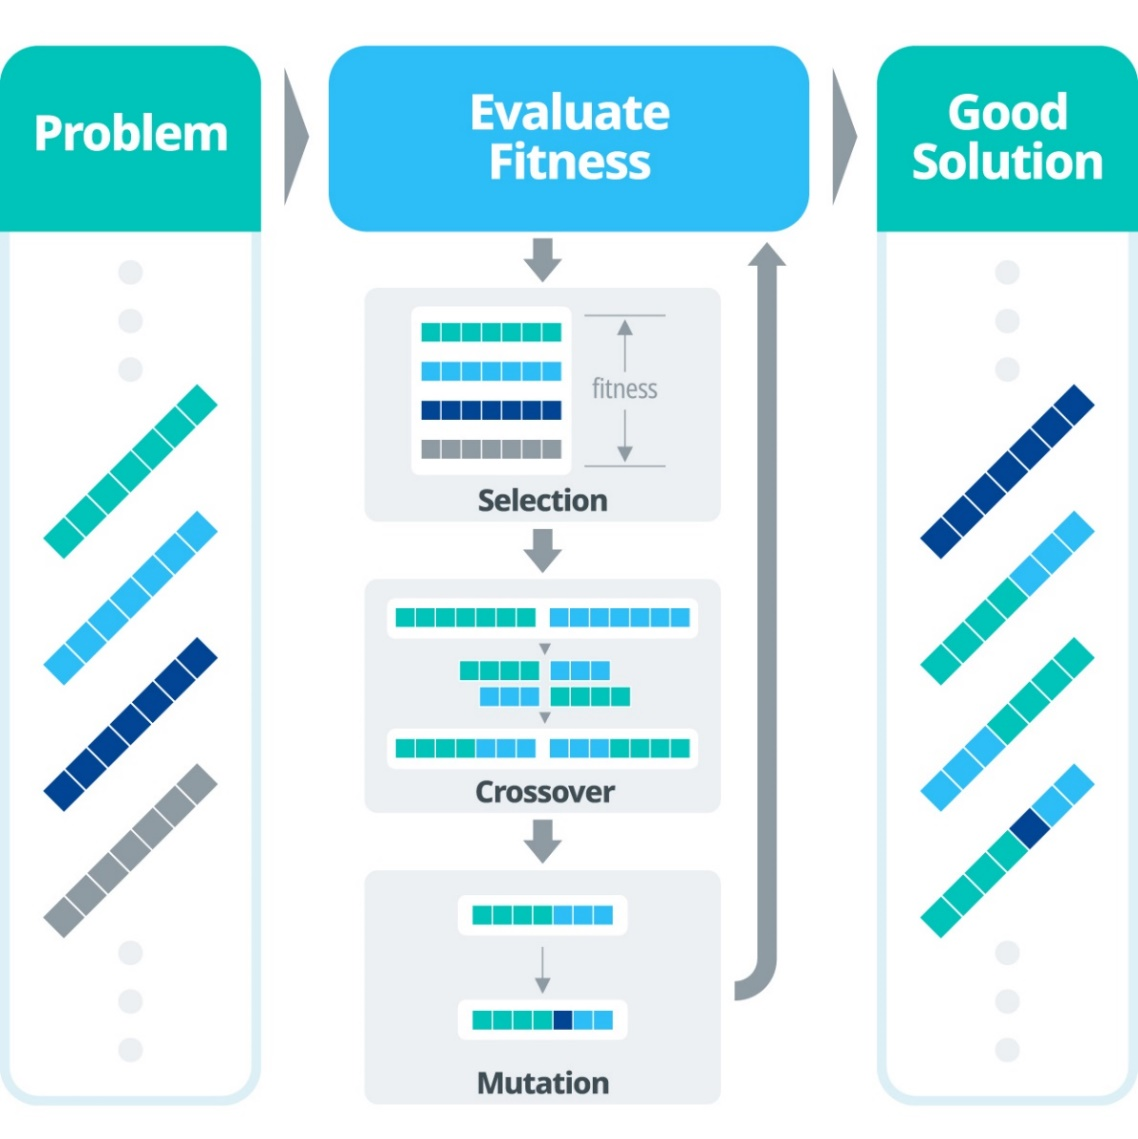 Problem
Evaluate
Fitness
Good
Solution
fitness
Selection
Crossover
Mutation